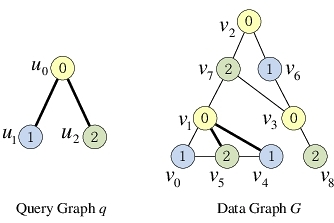 v₂ 0
u₀ 0
v₇ 2 1 v₆
u₁ 1 u₂ 2
v₁ 0 v₃ 0
1 2 1 2
v₀ v₅ v₄ v₈
Query Graph q Data Graph G